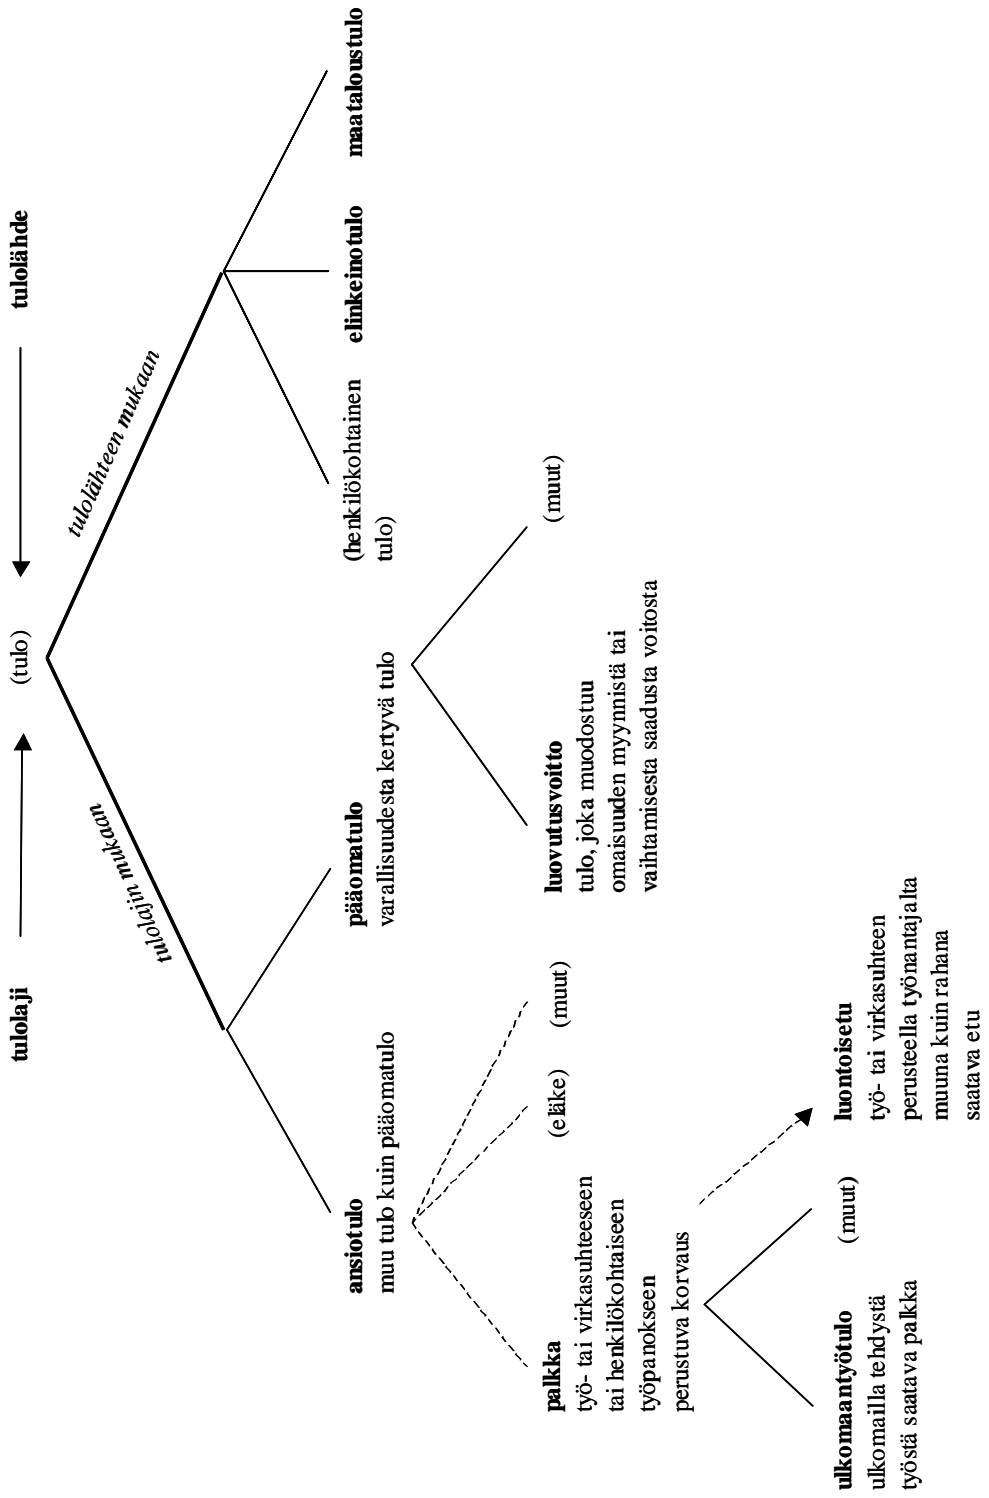 tulolaji
(tulo)
tulolähde
tulolajin mukaan
tulolähteen mukaan
ansiotulo
muu tulo kuin pääomatulo
pääomatulo
varallisuudesta kertyvä tulo
(henkilökohtainen
tulo)
elinkeinotulo
maataloustulo
palkka
työ- tai virkasuhteeseen
tai henkilökohtaiseen
työpanokseen
perustuva korvaus
(eläke)
(muut)
luovutusvoitto
tulo, joka muodostuu
omaisuuden myynnistä tai
vaihtamisesta saadusta voitosta
(muut)
ulkomaantyötulo
ulkomailla tehdystä
työstä saatava palkka
(muut)
luontoisetu
työ- tai virkasuhteen
perusteella työnantajalta
muuna kuin rahana
saatava etu